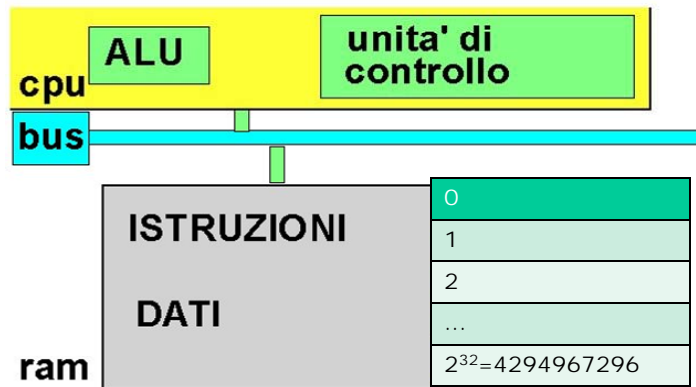 ALU
unita' di
controllo
cpu
bus
ISTRUZIONI
DATI
ram
0
1
2
...
2³²=4294967296